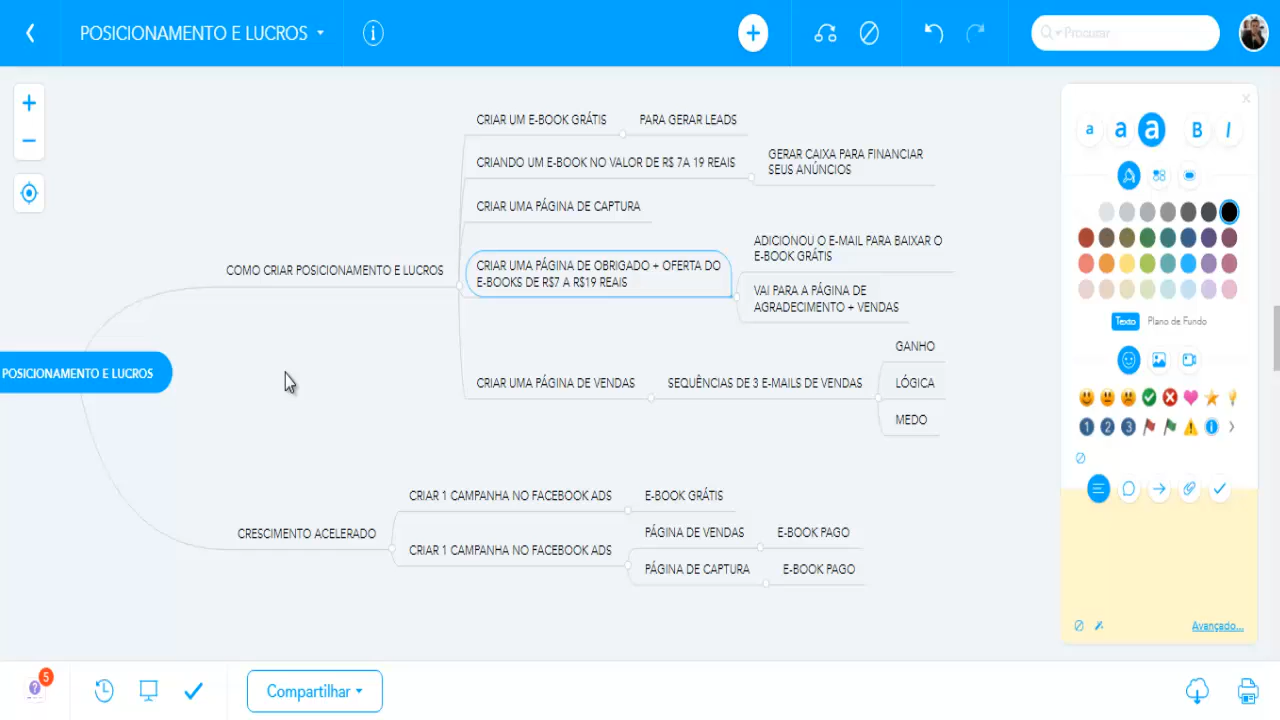 POSICIONAMENTO E LUCROS
Procurar
CRIAR UM E-BOOK GRÁTIS
PARA GERAR LEADS
CRIANDO UM E-BOOK NO VALOR DE R$ 7A 19 REAIS
GERAR CAIXA PARA FINANCIAR
SEUS ANÚNCIOS
CRIAR UMA PÁGINA DE CAPTURA
COMO CRIAR POSICIONAMENTO E LUCROS
CRIAR UMA PÁGINA DE OBRIGADO + OFERTA DO
E-BOOKS DE R$7 A R$19 REAIS
ADICIONOU O E-MAIL PARA BAIXAR O
E-BOOK GRÁTIS
VAI PARA A PÁGINA DE
AGRADECIMENTO + VENDAS
POSICIONAMENTO E LUCROS
CRIAR UMA PÁGINA DE VENDAS
SEQUÊNCIAS DE 3 E-MAILS DE VENDAS
GANHO
LÓGICA
MEDO
CRESCIMENTO ACELERADO
CRIAR 1 CAMPANHA NO FACEBOOK ADS
E-BOOK GRÁTIS
CRIAR 1 CAMPANHA NO FACEBOOK ADS
PÁGINA DE VENDAS
E-BOOK PAGO
PÁGINA DE CAPTURA
E-BOOK PAGO
a a a B I
Texto
Plano de Fundo
1 2 3
Avançado...
5
Compartilhar